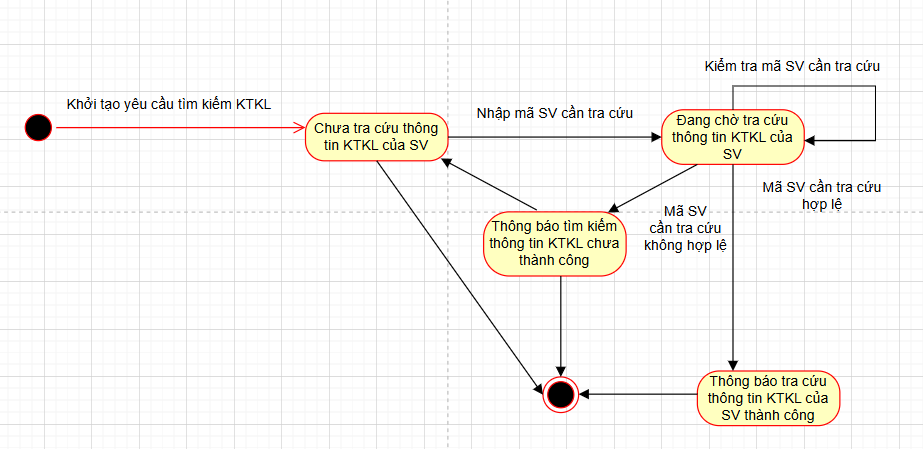 Kiểm tra mã SV cần tra cứu
Khởi tạo yêu cầu tìm kiếm KTKL
Nhập mã SV cần tra cứu
Chưa tra cứu thông
tin KTKL của SV
Đang chờ tra cứu
thông tin KTKL của
SV
Mã SV cần tra cứu
hợp lệ
Mã SV
cần tra cứu
không hợp lệ
Thông báo tìm kiếm
thông tin KTKL chưa
thành công
Thông báo tra cứu
thông tin KTKL của
SV thành công